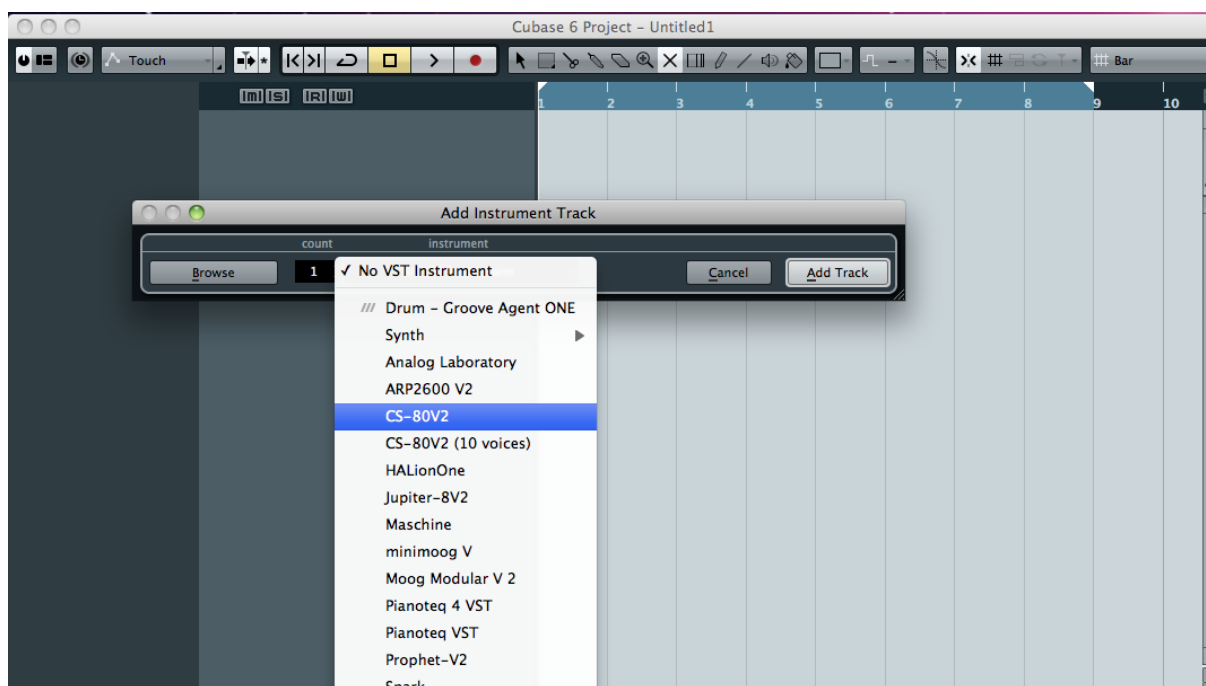 Cubase 6 Project – Untitled1
Touch
Bar
m S R W
1 2 3 4 5 6 7 8 9 10
Add Instrument Track
count instrument
Browse 1 ✓ No VST Instrument Cancel Add Track
/// Drum – Groove Agent ONE
Synth
Analog Laboratory
ARP2600 V2
CS-80V2
CS-80V2 (10 voices)
HALionOne
Jupiter-8V2
Maschine
minimoog V
Moog Modular V 2
Pianoteq 4 VST
Pianoteq VST
Prophet-V2
Spark